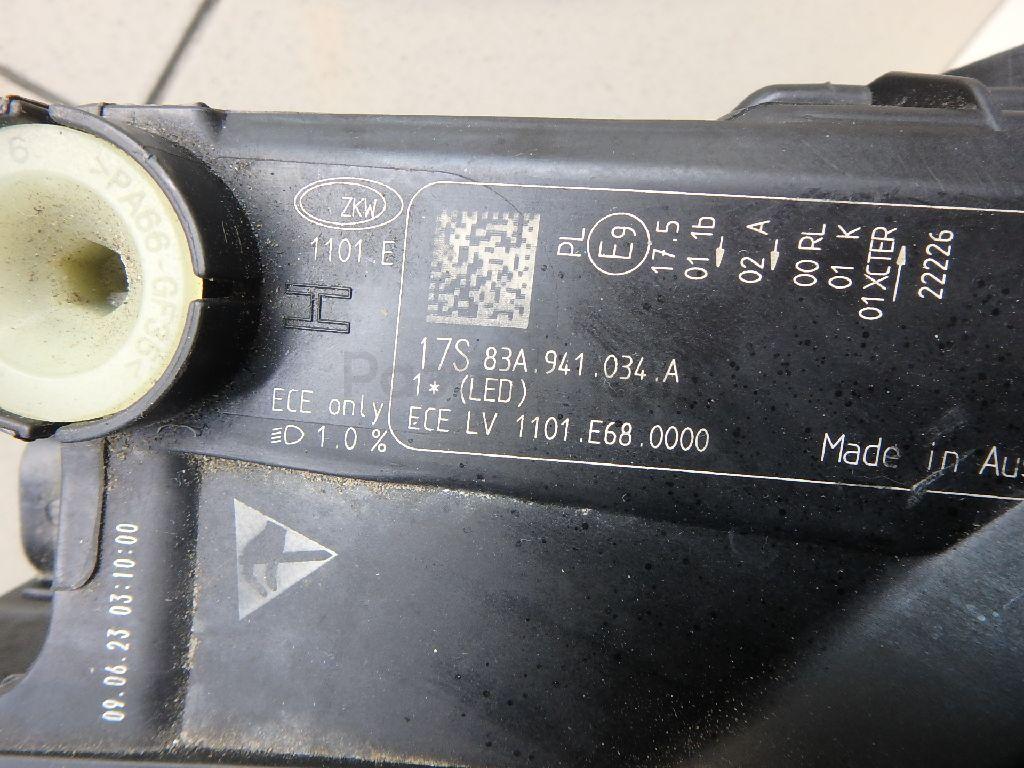 >PA66-GF35<
ZKW
1101.E
H
ECE only
1.0 %
17S 83A.941.034.A
1* (LED)
ECE LV 1101.E68.0000
PL
E9
17.5
01 1b
02 A
00 RL
01 K
01 XCTER
22226
Made in Aus
09.06.23 03:10:00